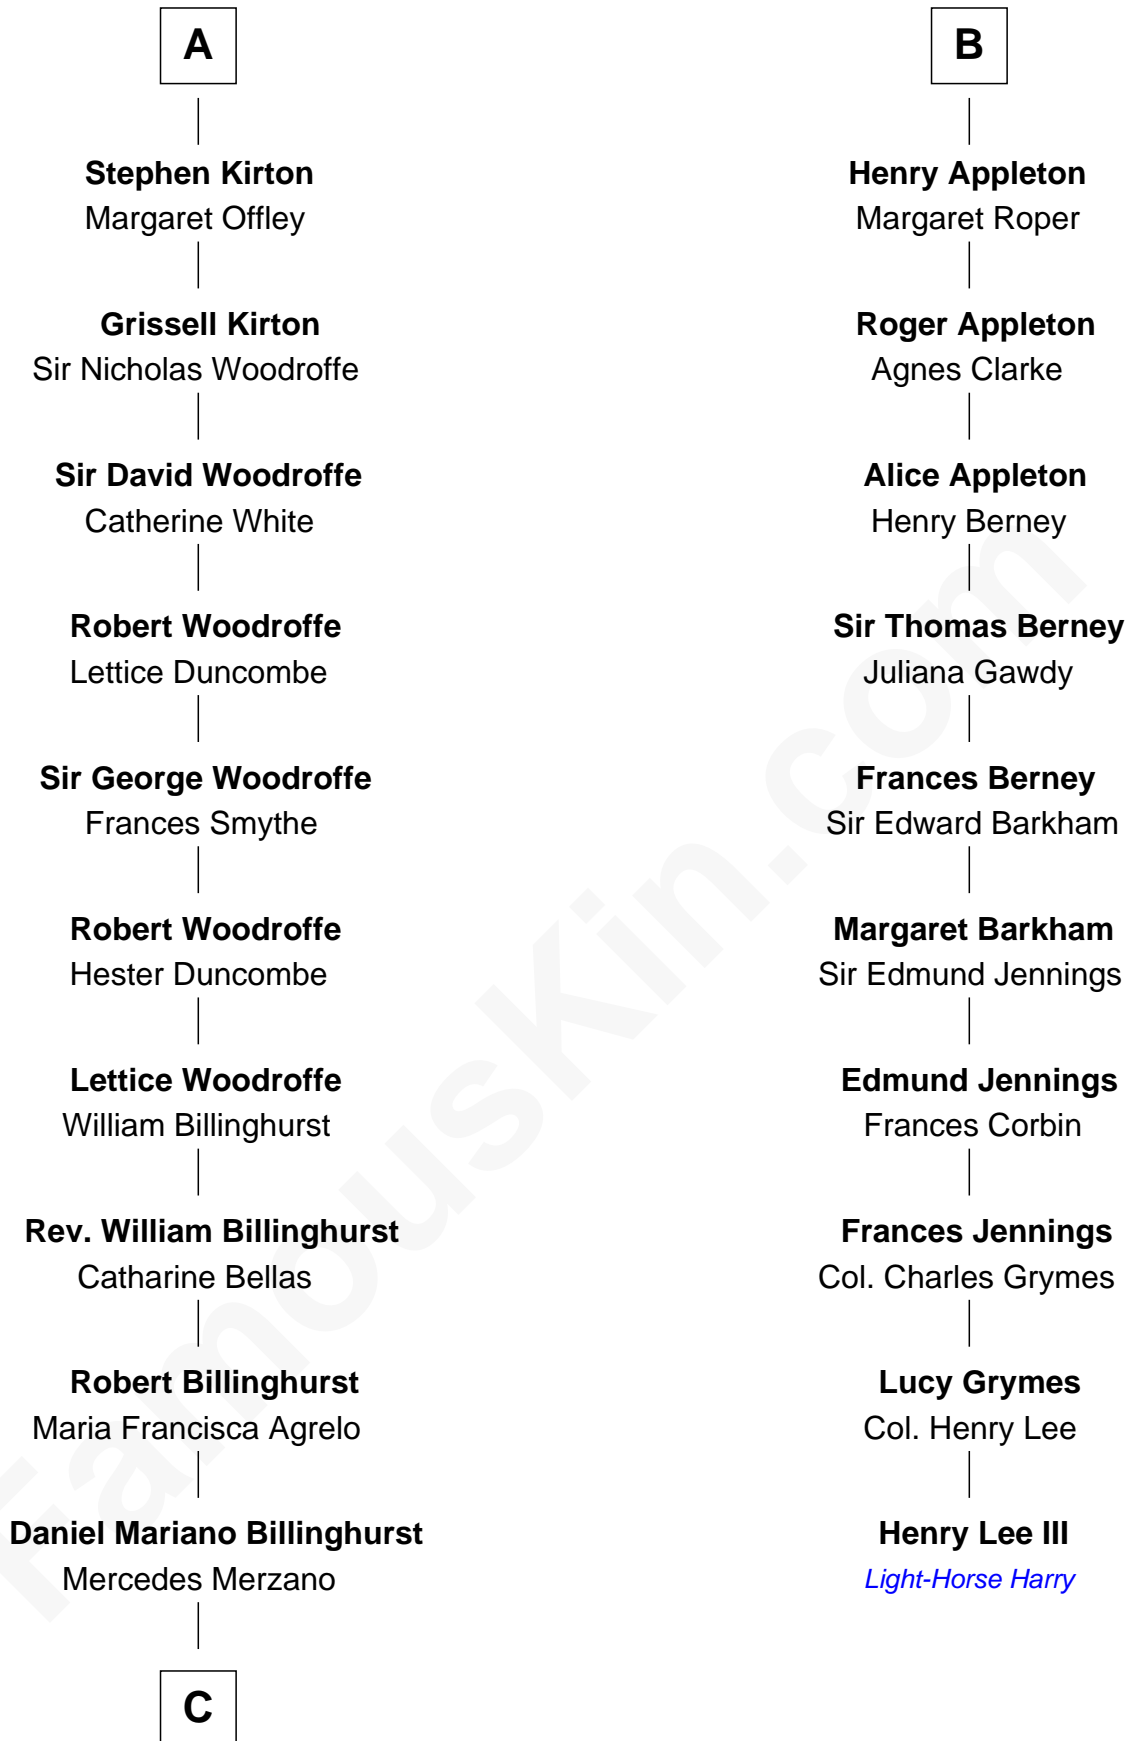 A
Stephen Kirton
Margaret Offley
Grissell Kirton
Sir Nicholas Woodroffe
Sir David Woodroffe
Catherine White
Robert Woodroffe
Lettice Duncombe
Sir George Woodroffe
Frances Smythe
Robert Woodroffe
Hester Duncombe
Lettice Woodroffe
William Billinghurst
Rev. William Billinghurst
Catharine Bellas
Robert Billinghurst
Maria Francisca Agrelo
Daniel Mariano Billinghurst
Mercedes Merzano
C
B
Henry Appleton
Margaret Roper
Roger Appleton
Agnes Clarke
Alice Appleton
Henry Berney
Sir Thomas Berney
Juliana Gawdy
Frances Berney
Sir Edward Barkham
Margaret Barkham
Sir Edmund Jennings
Edmund Jennings
Frances Corbin
Frances Jennings
Col. Charles Grymes
Lucy Grymes
Col. Henry Lee
Henry Lee III
Light-Horse Harry
FamousKin.com